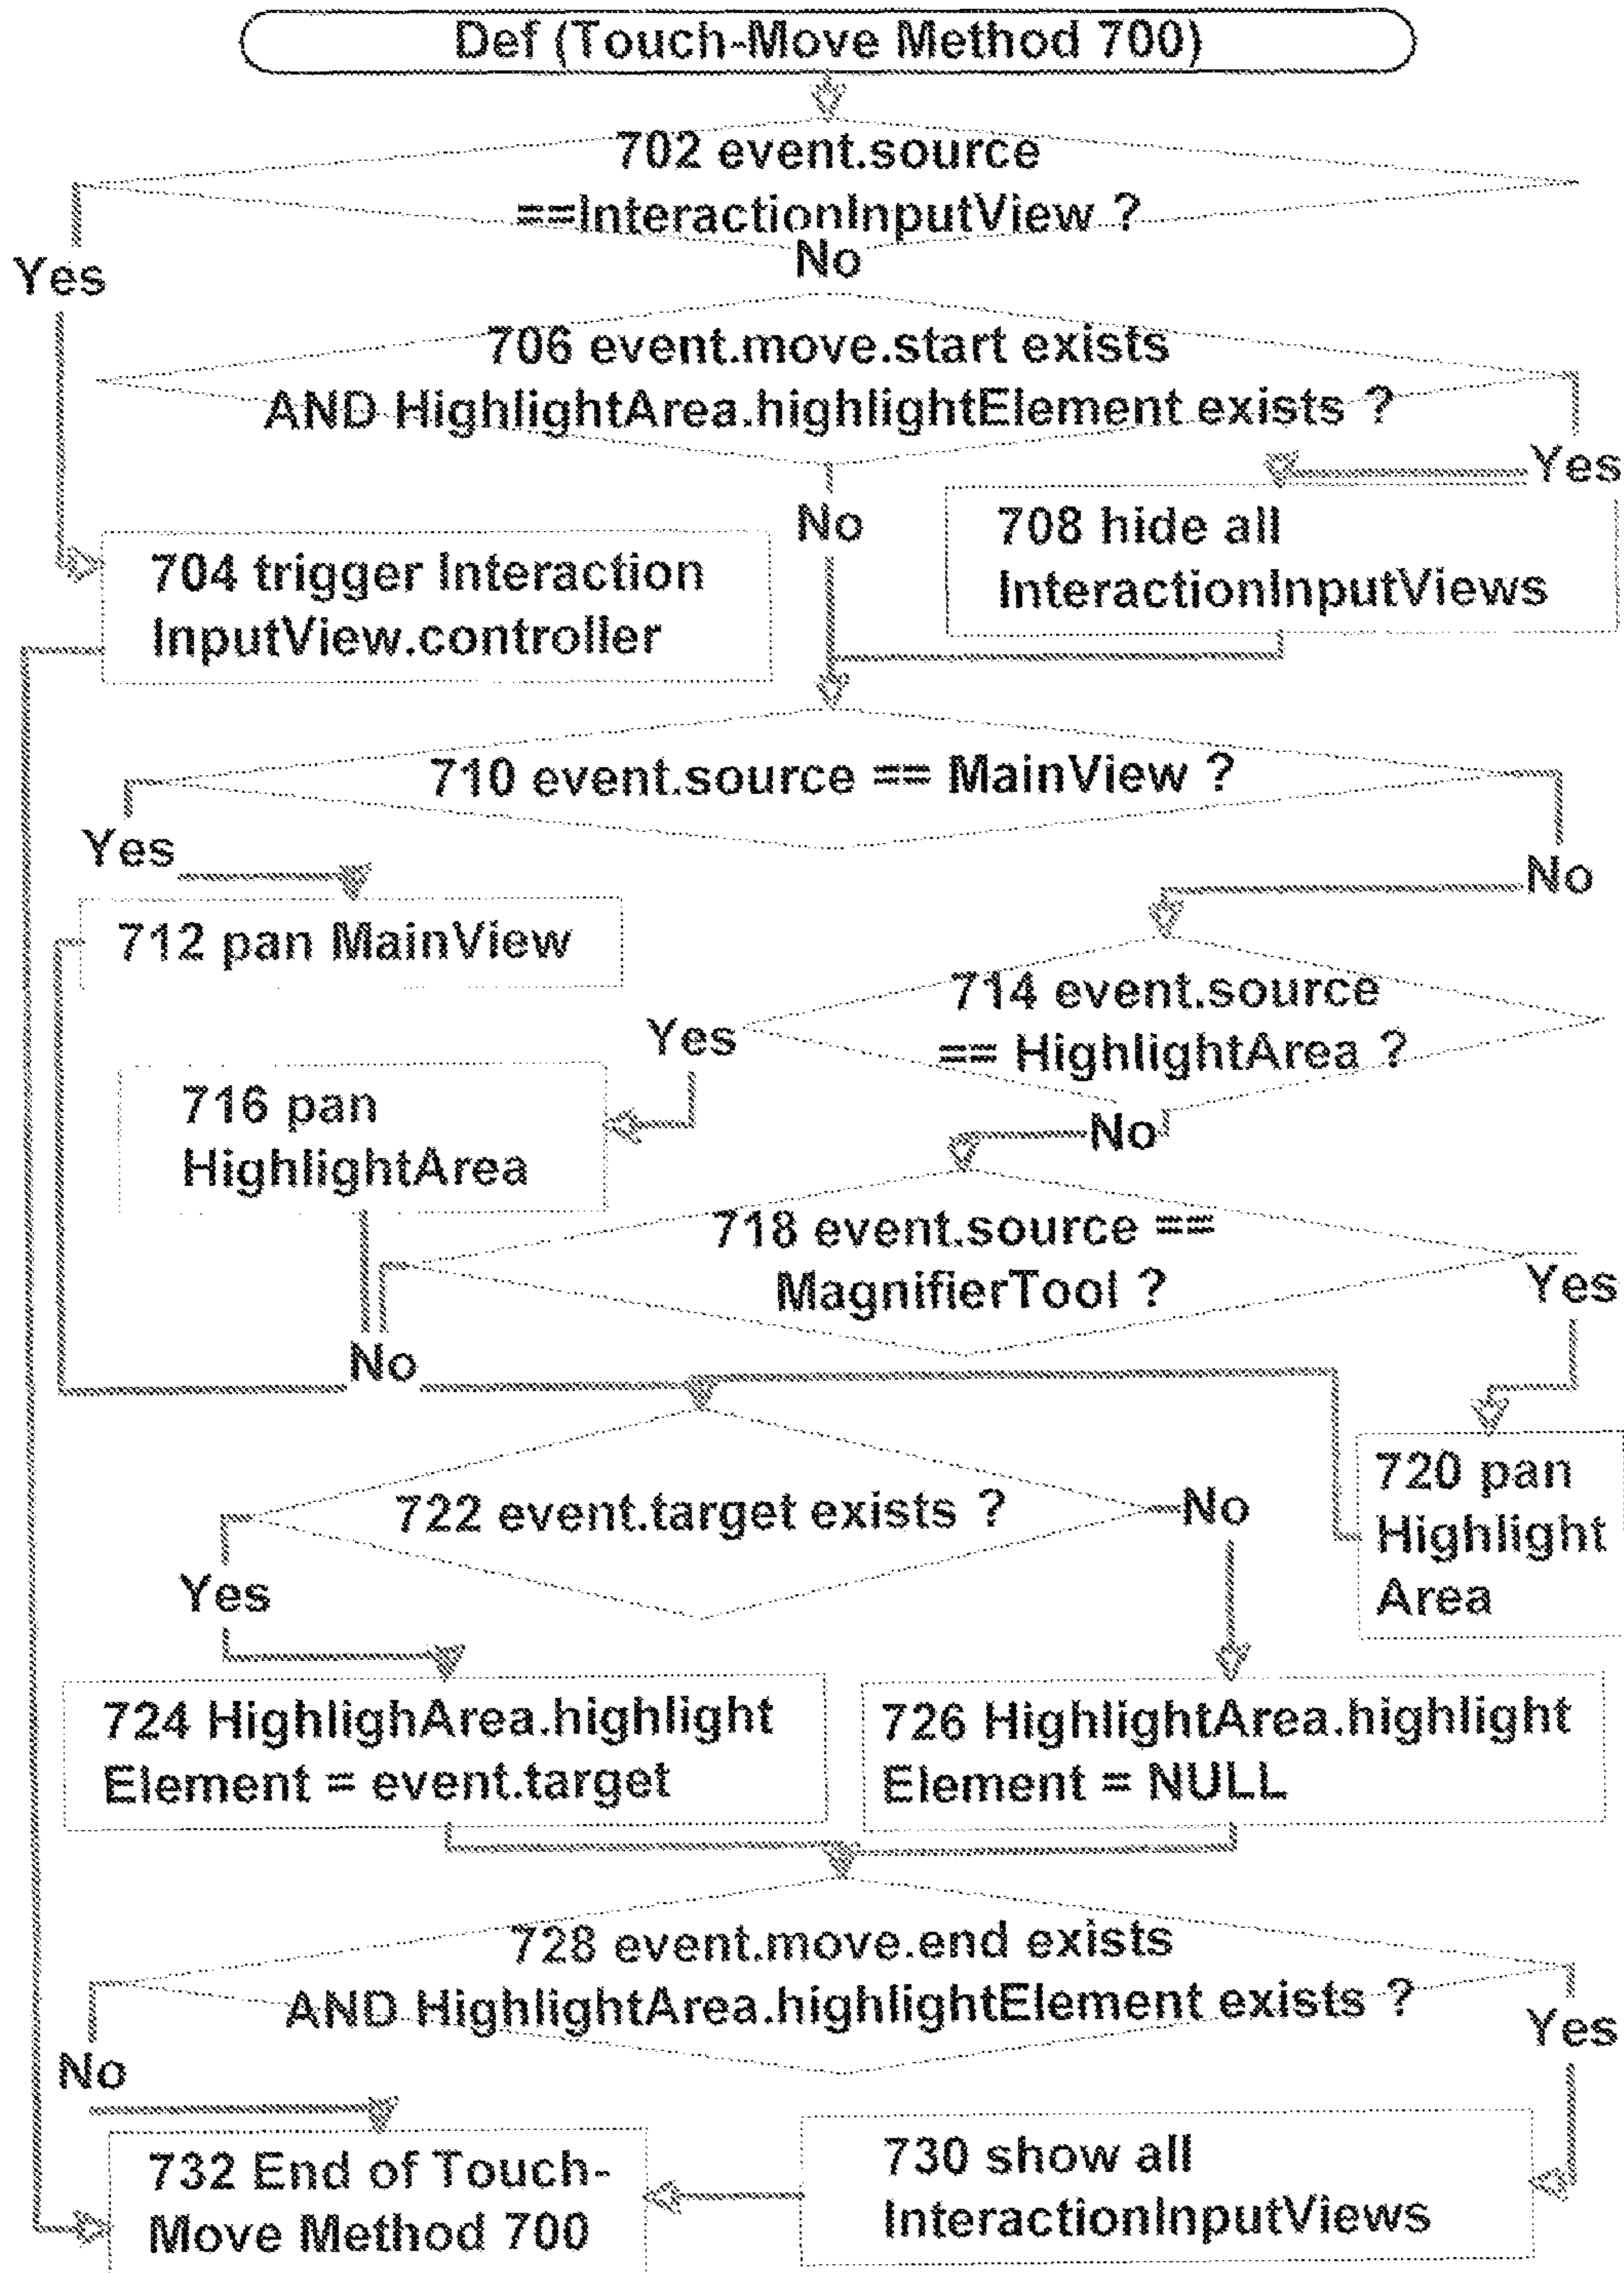 Def (Touch-Move Method 700)
702 event.source
==InteractionInputView ?
No
Yes
706 event.move.start exists
AND HighlightArea.highlightElement exists ?
Yes
No
708 hide all
InteractionInputViews
704 trigger Interaction
InputView.controller
710 event.source == MainView ?
Yes
No
712 pan MainView
714 event.source
== HighlightArea ?
Yes
716 pan
HighlightArea
No
718 event.source ==
MagnifierTool ?
Yes
No
720 pan
Highlight
Area
722 event.target exists ?
No
Yes
724 HighlighArea.highlight
Element = event.target
726 HighlightArea.highlight
Element = NULL
728 event.move.end exists
AND HighlightArea.highlightElement exists ?
Yes
No
732 End of Touch-
Move Method 700
730 show all
InteractionInputViews